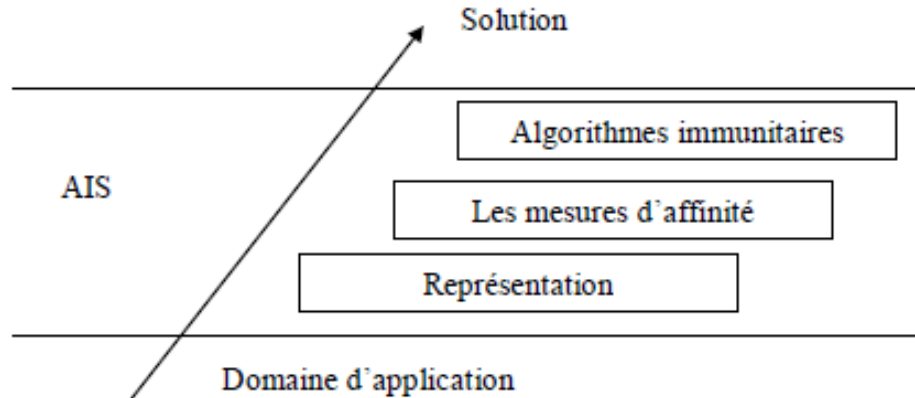 Solution
Algorithmes immunitaires
AIS
Les mesures d'affinité
Représentation
Domaine d'application